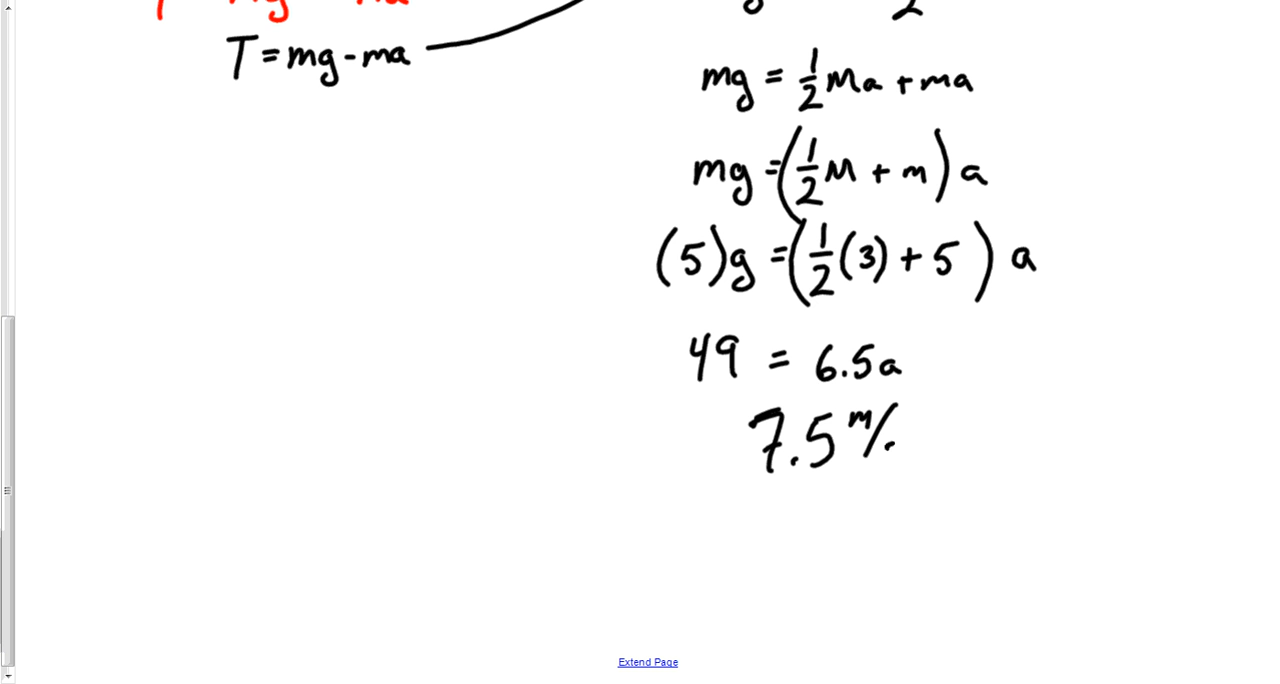 T = mg - ma
mg = 1/2 Ma + ma
mg = (1/2 M + m) a
(5)g = (1/2 (3) + 5) a
49 = 6.5a
7.5 m/
Extend Page